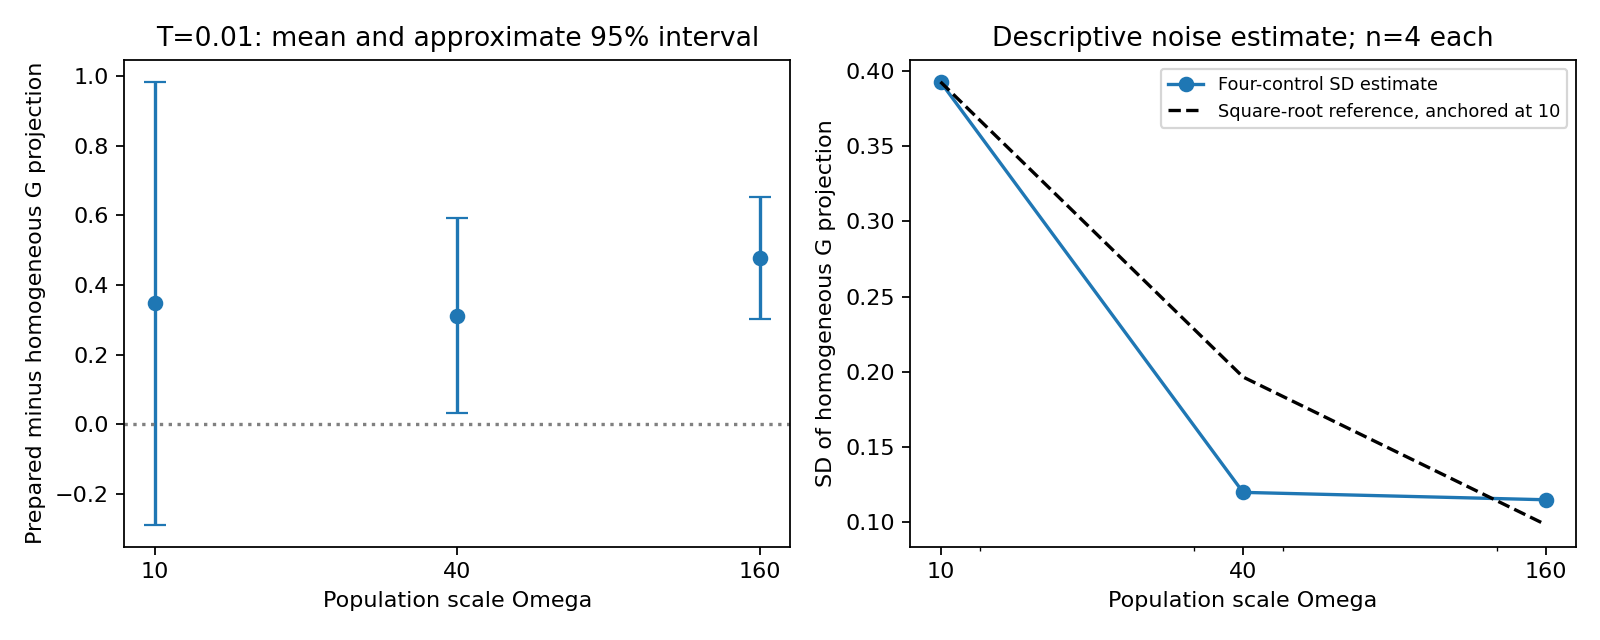 T=0.01: mean and approximate 95% interval
Prepared minus homogeneous G projection
1.0
0.8
0.6
0.4
0.2
0.0
−0.2
10
40
160
Population scale Omega
Descriptive noise estimate; n=4 each
SD of homogeneous G projection
0.40
0.35
0.30
0.25
0.20
0.15
0.10
Four-control SD estimate
Square-root reference, anchored at 10
10
40
160
Population scale Omega